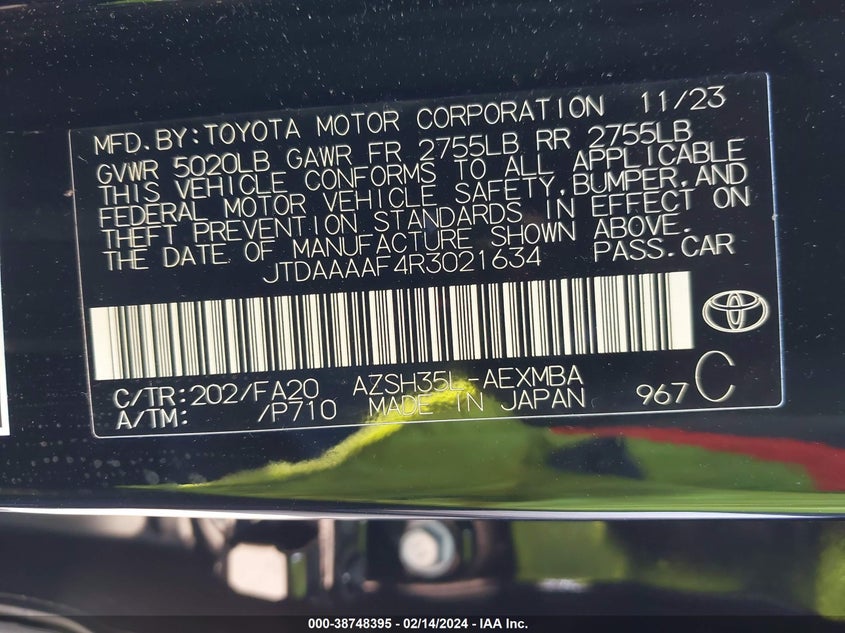 MFD.BY:TOYOTA MOTOR CORPORATION 11/23
GVWR 5020LB GAWR FR 2755LB RR 2755LB
THIS VEHICLE CONFORMS TO ALL APPLICABLE
FEDERAL MOTOR VEHICLE SAFETY,BUMPER,AND
THEFT PREVENTION STANDARDS IN EFFECT ON
THE DATE OF MANUFACTURE SHOWN ABOVE.
JTDAAAAF4R3021634 PASS.CAR
C/TR:202/FA20 AZSH35L-AEXMBA
A/TM: /P710 MADE IN JAPAN 967 C
000-38748395 - 02/14/2024 - IAA Inc.